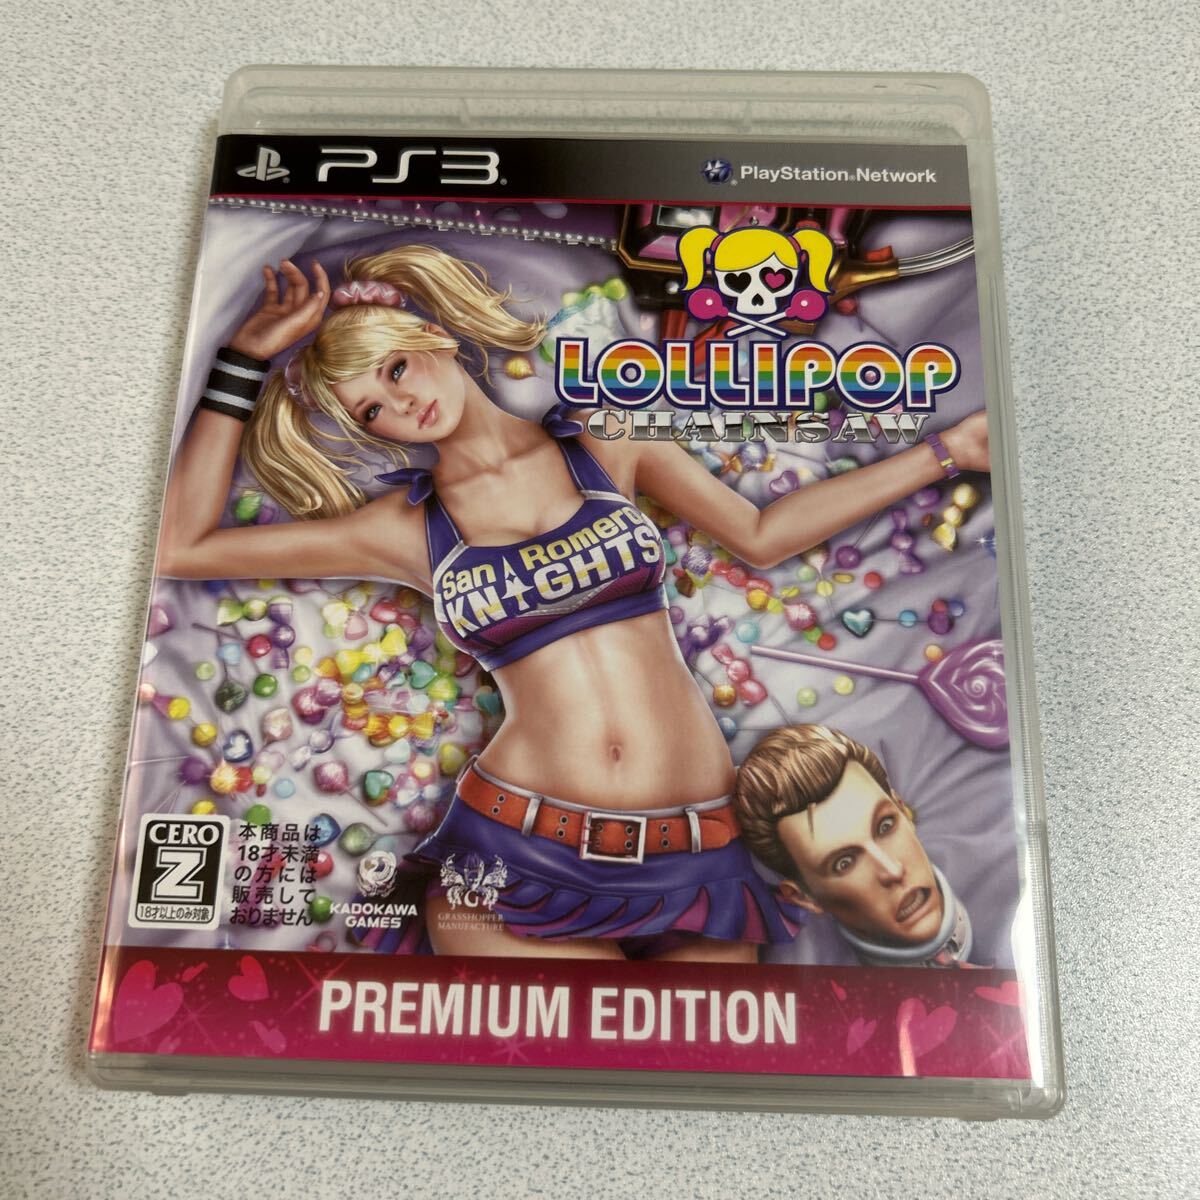 PS3
PlayStation®Network
LOLLIPOP
CHAINSAW
San Romero
KNIGHTS
CERO
Z
18才以上のみ対象
本商品は
18才未満
の方には
販売して
おりません
KADOKAWA
GAMES
G
GRASSHOPPER
MANUFACTURE
PREMIUM EDITION